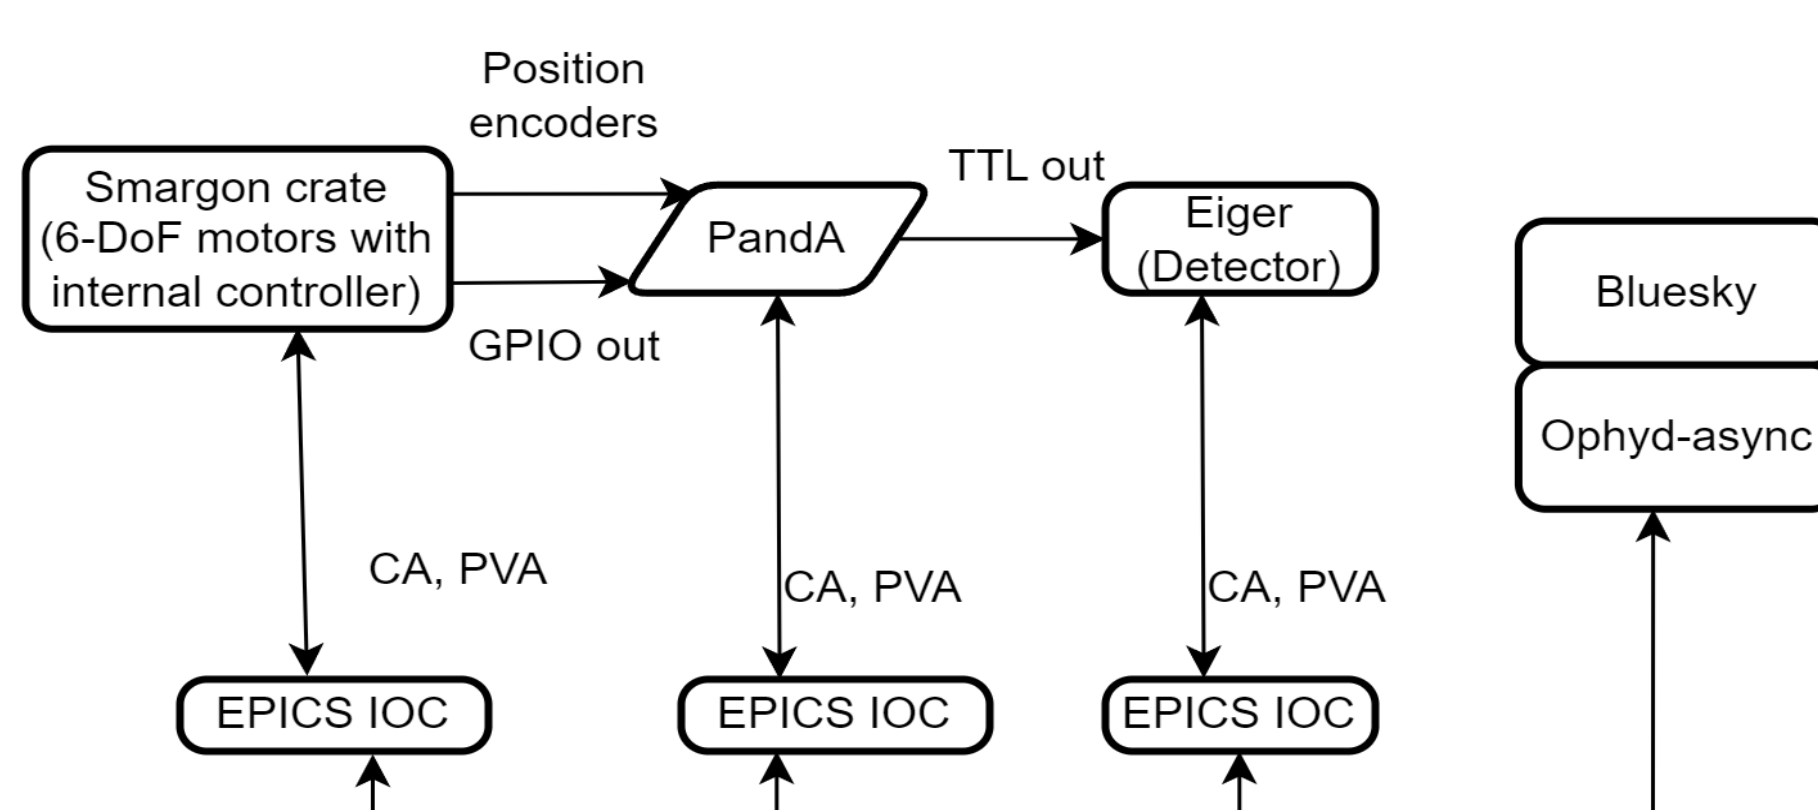 Position
encoders
Smargon crate
(6-DoF motors with
internal controller)
GPIO out
PandA
TTL out
Eiger
(Detector)
Bluesky
Ophyd-async
CA, PVA
CA, PVA
CA, PVA
EPICS IOC
EPICS IOC
EPICS IOC